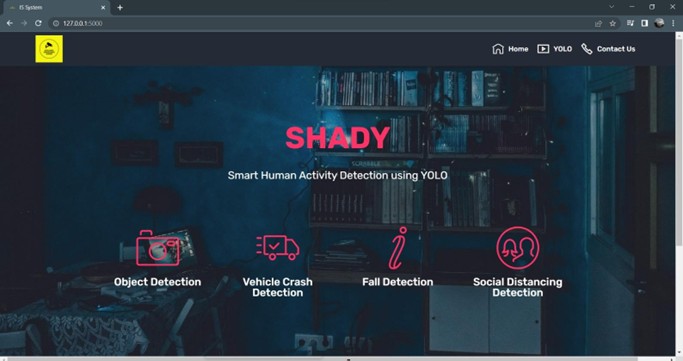 IS System
127.0.0.1:5000
Home
YOLO
Contact Us
SHADY
Smart Human Activity Detection using YOLO
Object Detection
Vehicle Crash
Detection
Fall Detection
Social Distancing
Detection